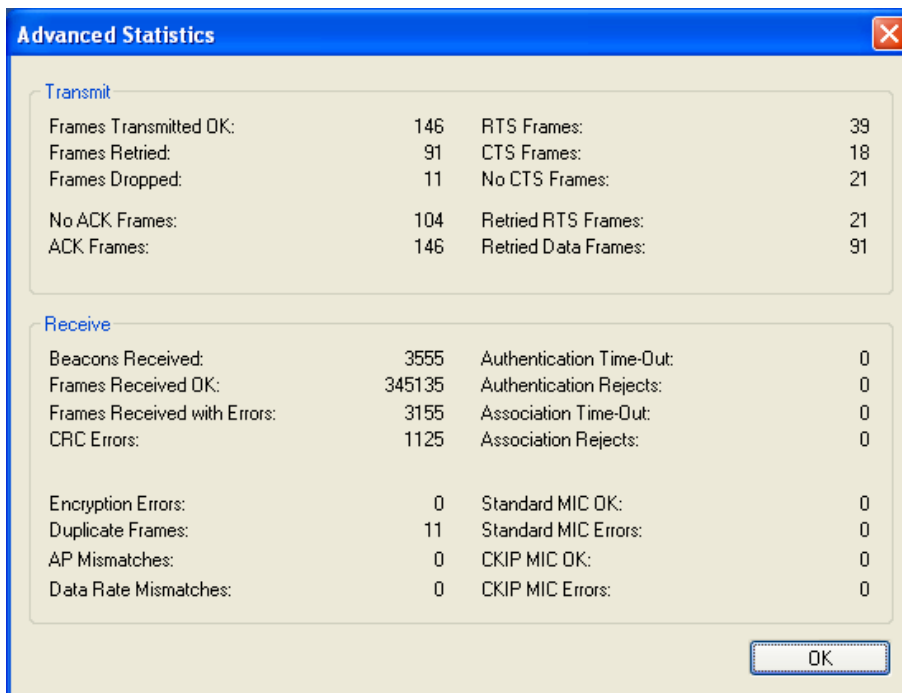 Advanced Statistics
Transmit
Frames Transmitted OK: 146 RTS Frames: 39
Frames Retried: 91 CTS Frames: 18
Frames Dropped: 11 No CTS Frames: 21
No ACK Frames: 104 Retried RTS Frames: 21
ACK Frames: 146 Retried Data Frames: 91
Receive
Beacons Received: 3555 Authentication Time-Out: 0
Frames Received OK: 345135 Authentication Rejects: 0
Frames Received with Errors: 3155 Association Time-Out: 0
CRC Errors: 1125 Association Rejects: 0
Encryption Errors: 0 Standard MIC OK: 0
Duplicate Frames: 11 Standard MIC Errors: 0
AP Mismatches: 0 CKIP MIC OK: 0
Data Rate Mismatches: 0 CKIP MIC Errors: 0
OK